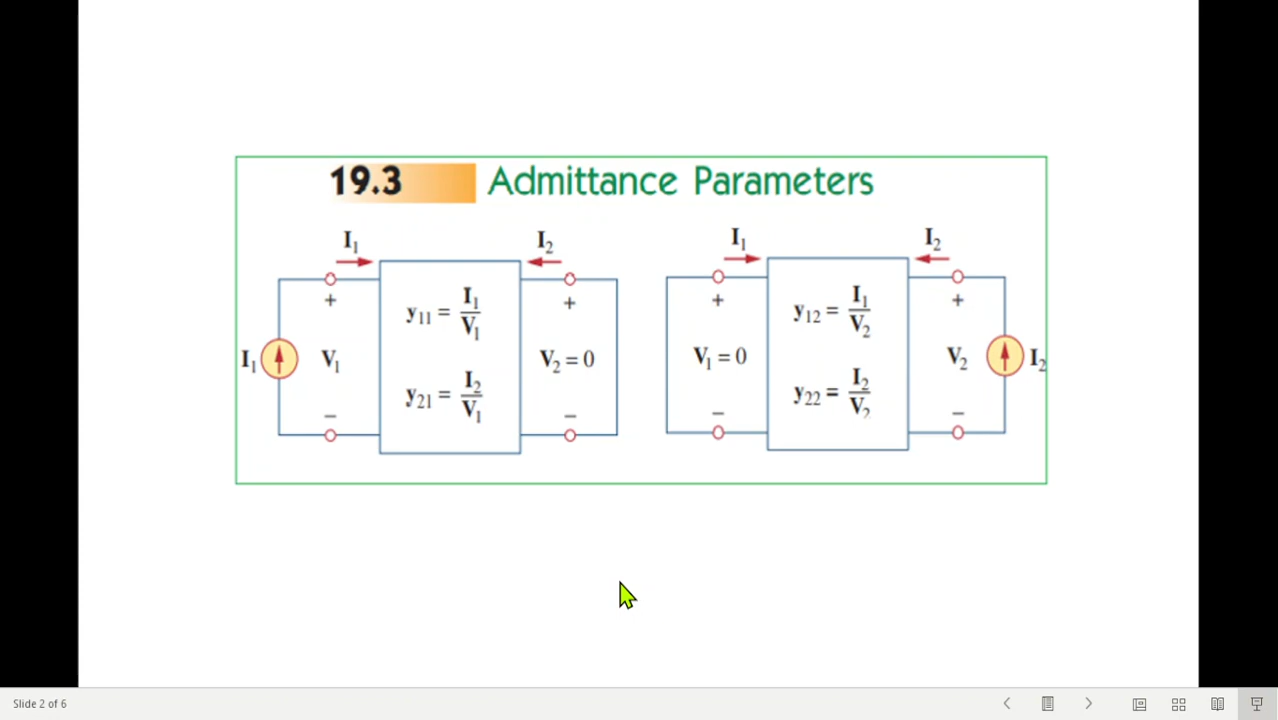 19.3 Admittance Parameters
I₁ I₂
+ +
y₁₁ = I₁/V₁
I₁ V₁ V₂ = 0
y₂₁ = I₂/V₁
− −
I₁ I₂
+ +
y₁₂ = I₁/V₂
V₁ = 0 V₂ I₂
y₂₂ = I₂/V₂
− −
Slide 2 of 6